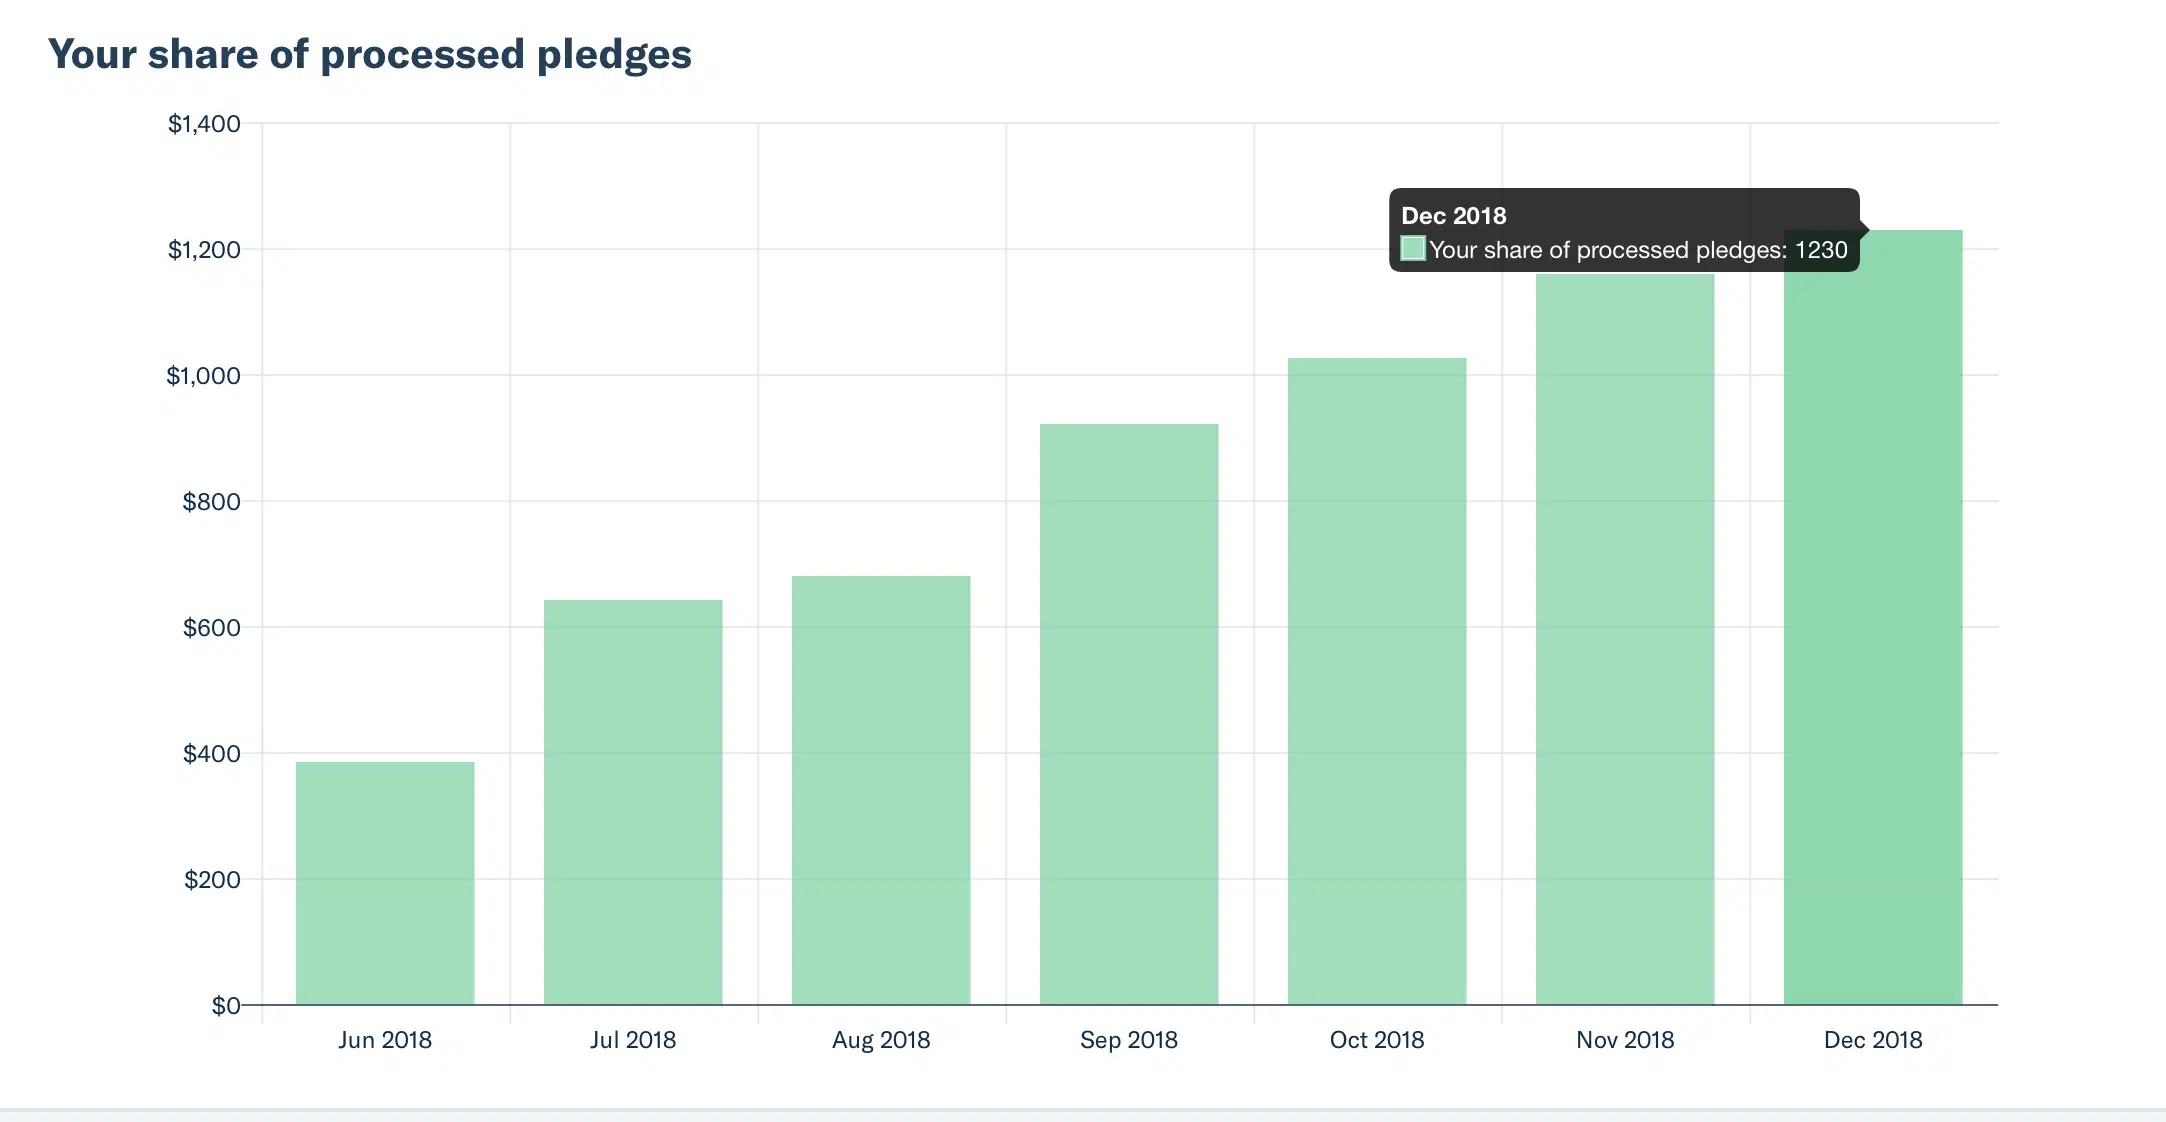 Your share of processed pledges
$1,400
$1,200
$1,000
$800
$600
$400
$200
$0
Dec 2018
Your share of processed pledges: 1230
Jun 2018
Jul 2018
Aug 2018
Sep 2018
Oct 2018
Nov 2018
Dec 2018